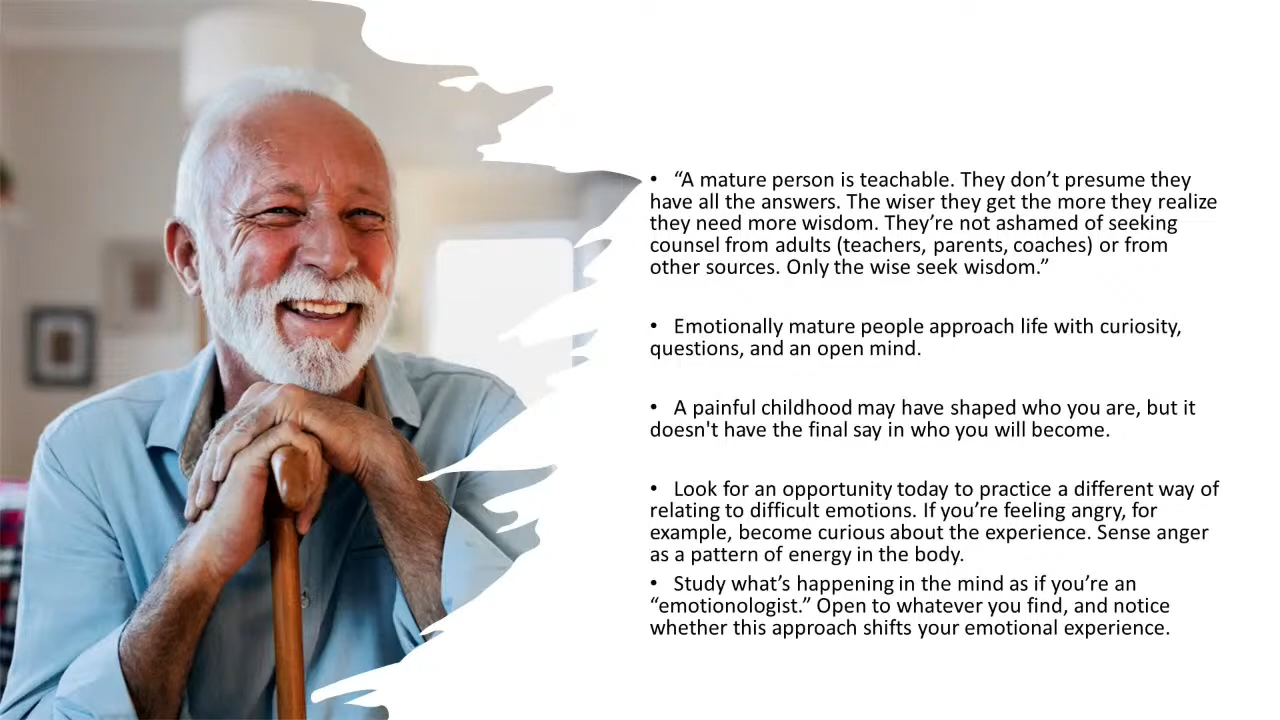 • “A mature person is teachable. They don’t presume they
have all the answers. The wiser they get the more they realize
they need more wisdom. They’re not ashamed of seeking
counsel from adults (teachers, parents, coaches) or from
other sources. Only the wise seek wisdom.”
• Emotionally mature people approach life with curiosity,
questions, and an open mind.
• A painful childhood may have shaped who you are, but it
doesn't have the final say in who you will become.
• Look for an opportunity today to practice a different way of
relating to difficult emotions. If you’re feeling angry, for
example, become curious about the experience. Sense anger
as a pattern of energy in the body.
• Study what’s happening in the mind as if you’re an
“emotionologist.” Open to whatever you find, and notice
whether this approach shifts your emotional experience.